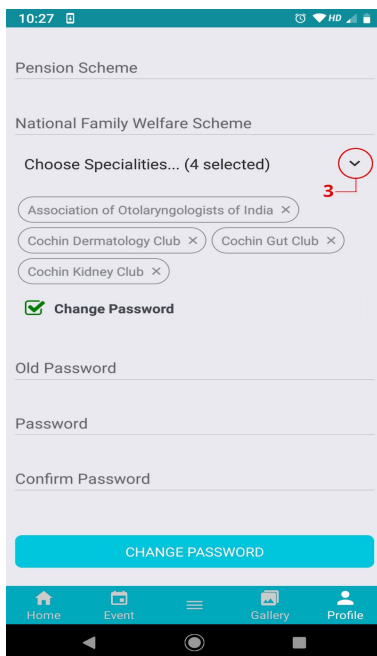 10:27 HD
Pension Scheme
National Family Welfare Scheme
Choose Specialities... (4 selected)
3
Association of Otolaryngologists of India ×
Cochin Dermatology Club × Cochin Gut Club ×
Cochin Kidney Club ×
Change Password
Old Password
Password
Confirm Password
CHANGE PASSWORD
Home Event Gallery Profile